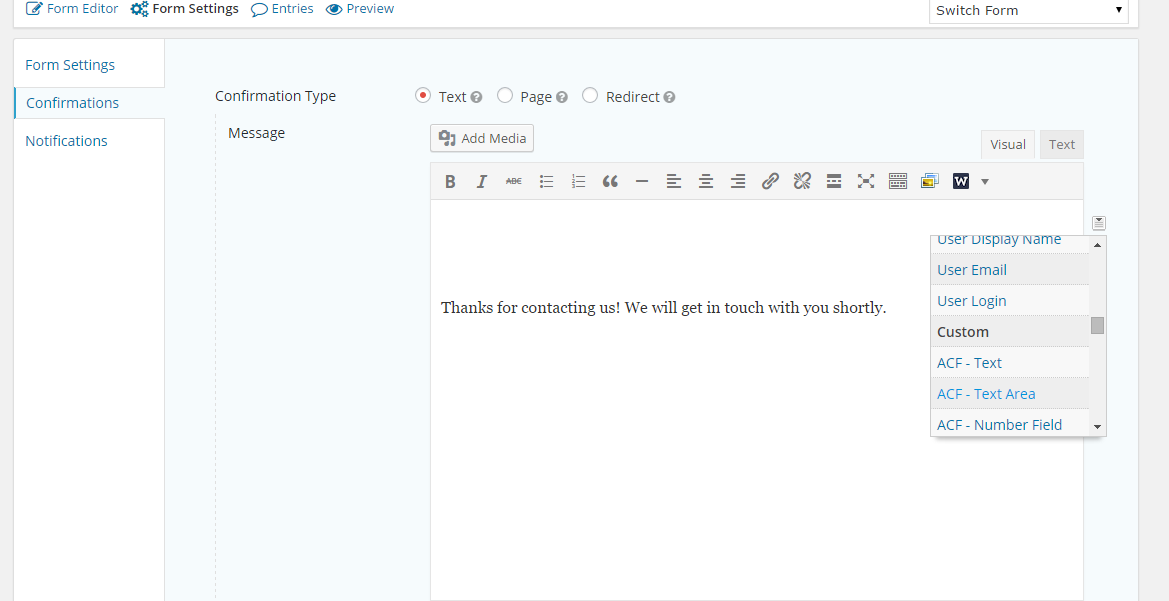 Form Editor Form Settings Entries Preview Switch Form
Form Settings
Confirmations
Notifications
Confirmation Type Text Page Redirect
Message Add Media Visual Text
B I ABC W
User Display Name
User Email
User Login
Custom
ACF - Text
ACF - Text Area
ACF - Number Field
Thanks for contacting us! We will get in touch with you shortly.